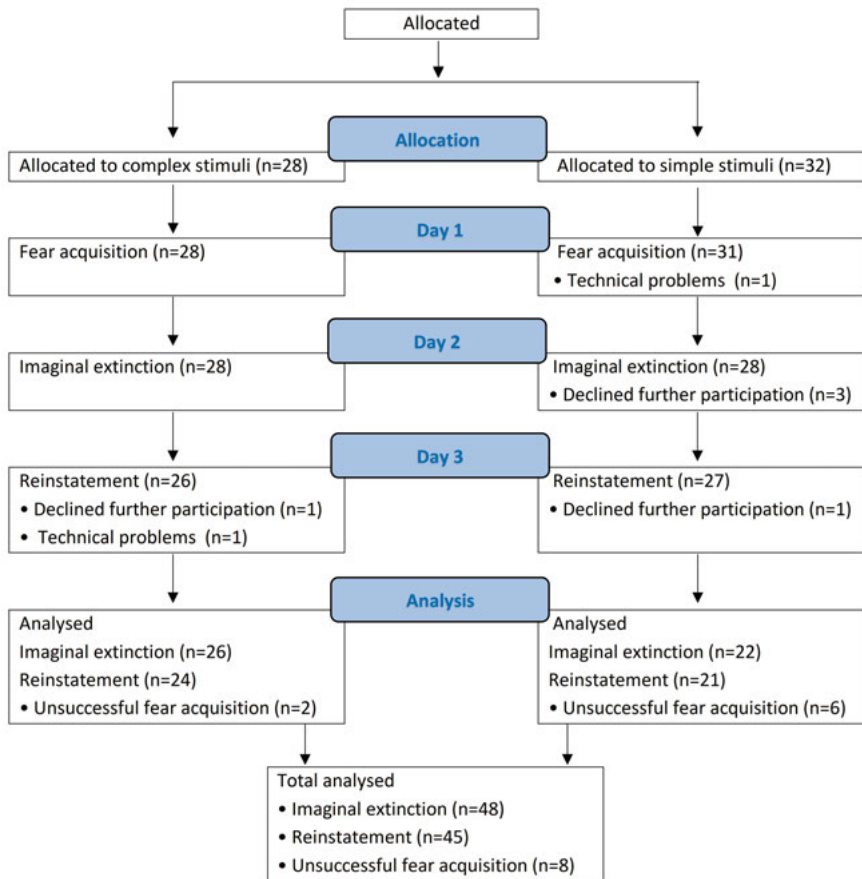 Allocated
Allocation
Allocated to complex stimuli (n=28)
Allocated to simple stimuli (n=32)
Day 1
Fear acquisition (n=28)
Fear acquisition (n=31)
• Technical problems (n=1)
Day 2
Imaginal extinction (n=28)
Imaginal extinction (n=28)
• Declined further participation (n=3)
Day 3
Reinstatement (n=26)
• Declined further participation (n=1)
• Technical problems (n=1)
Reinstatement (n=27)
• Declined further participation (n=1)
Analysis
Analysed
Imaginal extinction (n=26)
Reinstatement (n=24)
• Unsuccessful fear acquisition (n=2)
Analysed
Imaginal extinction (n=22)
Reinstatement (n=21)
• Unsuccessful fear acquisition (n=6)
Total analysed
• Imaginal extinction (n=48)
• Reinstatement (n=45)
• Unsuccessful fear acquisition (n=8)